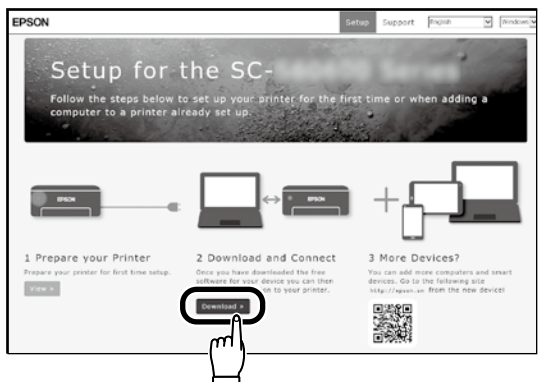 EPSON
Setup Support English Windows
Setup for the SC-
Follow the steps below to set up your printer for the first time or when adding a
computer to a printer already set up.
EPSON
EPSON
1 Prepare your Printer
Prepare your printer for first time setup.
View »
2 Download and Connect
Once you have downloaded the free
software for your device you can then
on to your printer.
Download »
3 More Devices?
You can add more computers and smart
devices. Go to the following site
http://epson.sn from the new device!